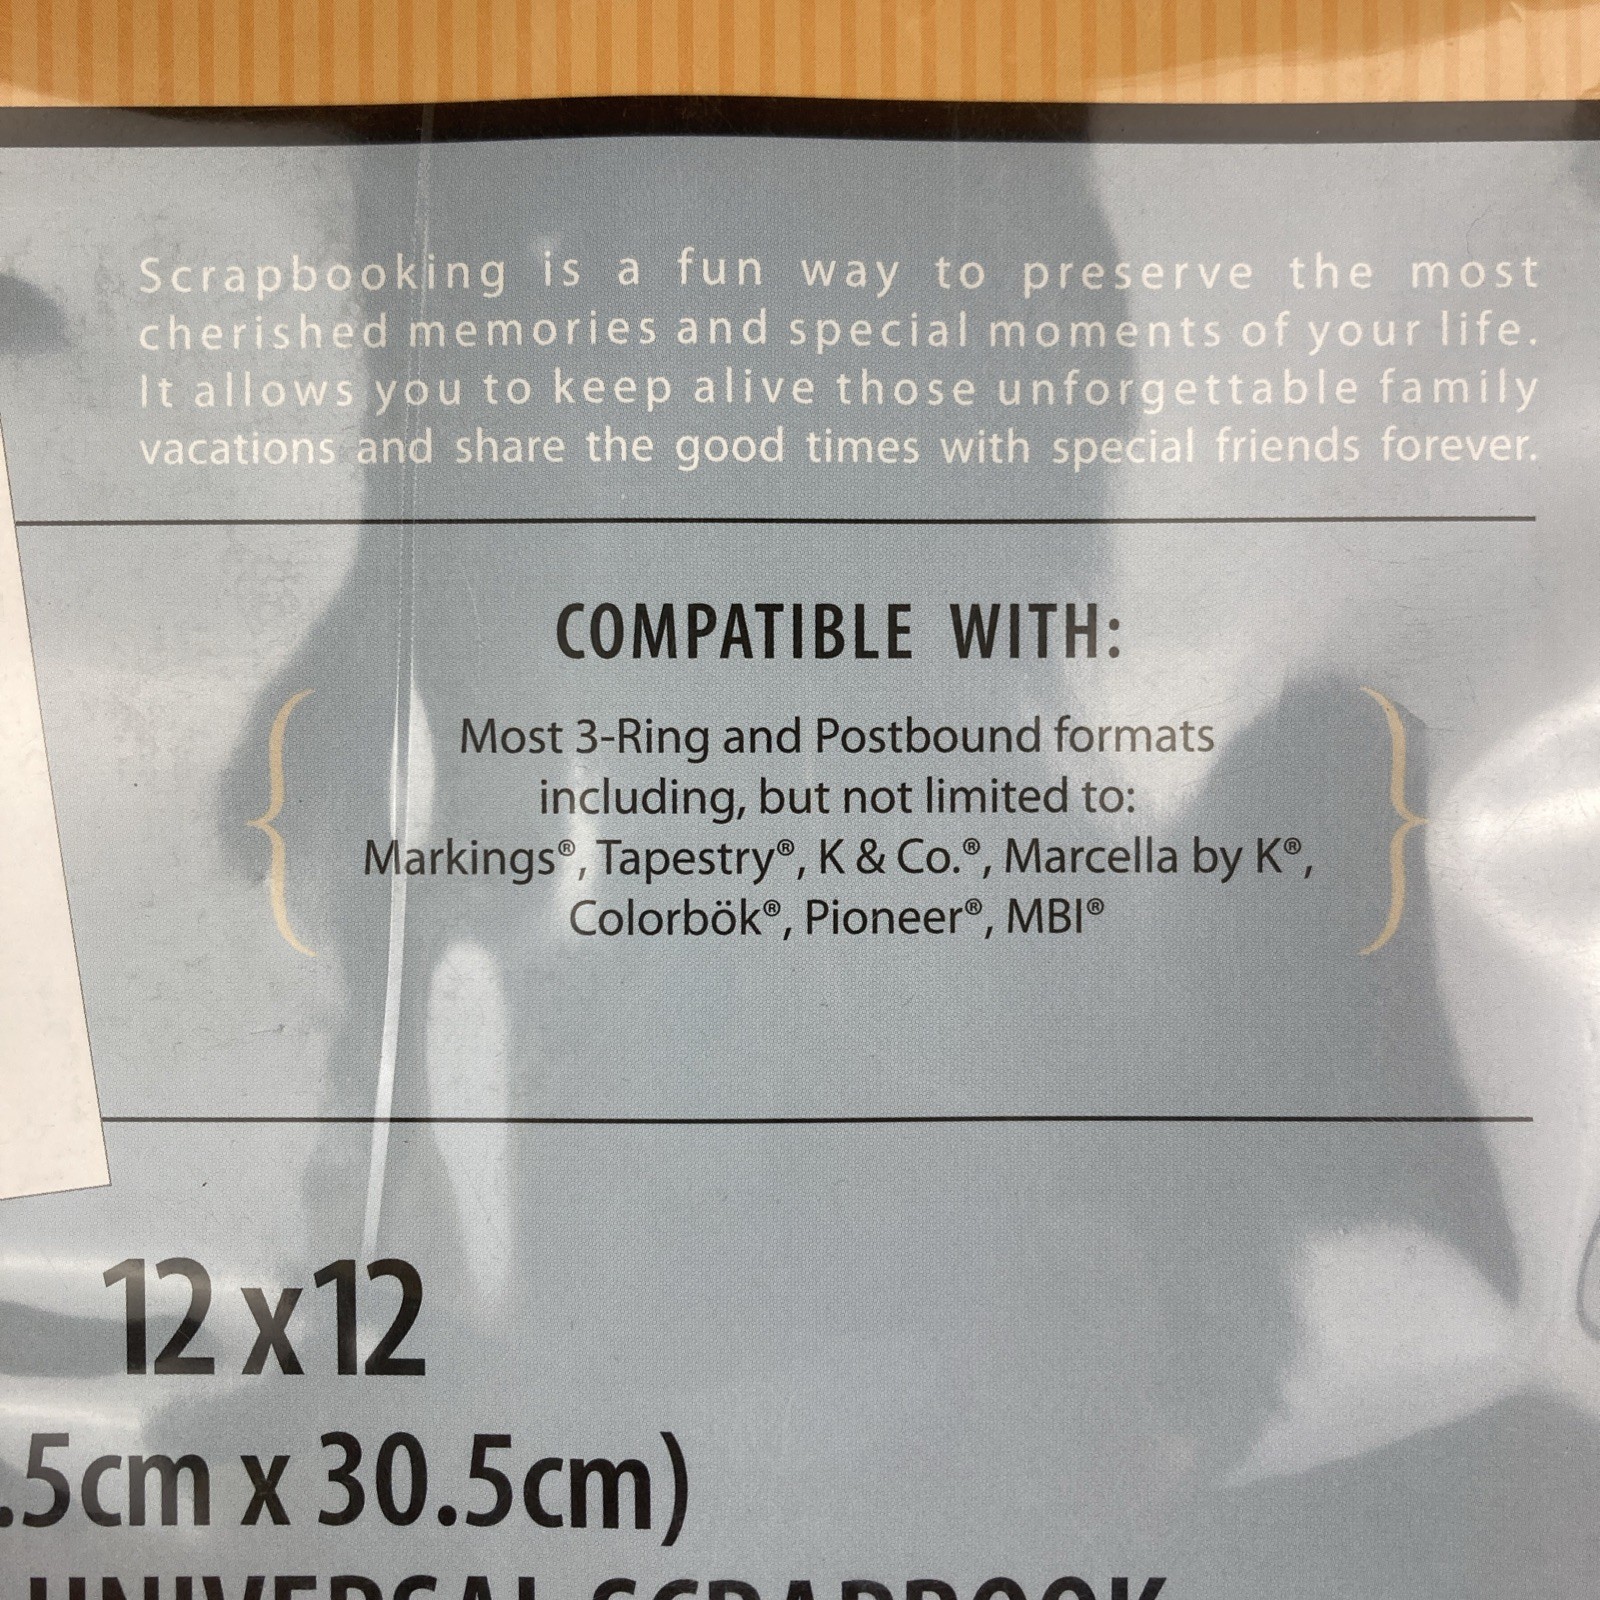 Scrapbooking is a fun way to preserve the most
cherished memories and special moments of your life.
It allows you to keep alive those unforgettable family
vacations and share the good times with special friends forever.
COMPATIBLE WITH:
Most 3-Ring and Postbound formats
including, but not limited to:
Markings®, Tapestry®, K & Co.®, Marcella by K®,
Colorbök®, Pioneer®, MBI®
12 x 12
.5cm x 30.5cm)
UNIVERSAL SCRAPBOOK